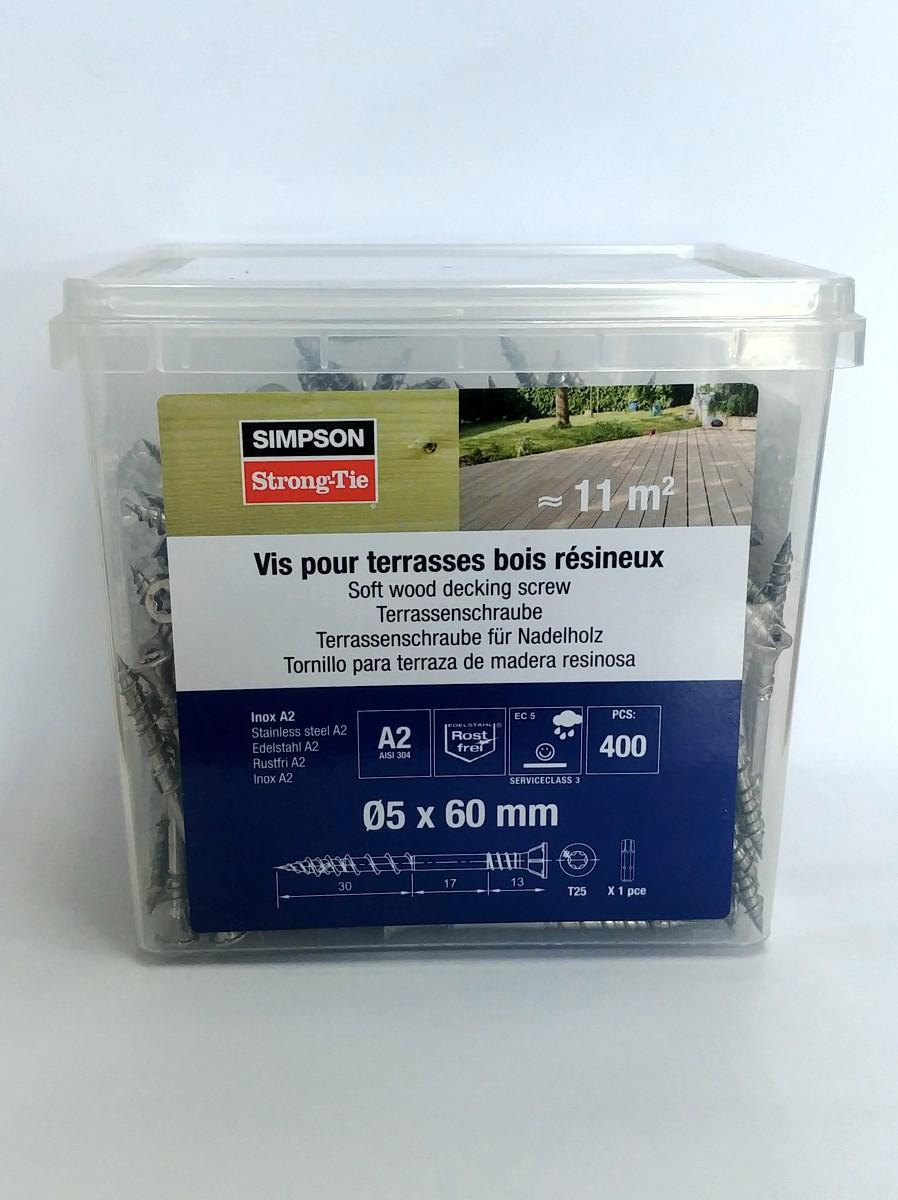 SIMPSON
Strong-Tie
≈ 11 m²
Vis pour terrasses bois résineux
Soft wood decking screw
Terrassenschraube
Terrassenschraube für Nadelholz
Tornillo para terraza de madera resinosa
Inox A2
Stainless steel A2
Edelstahl A2
Rustfri A2
Inox A2
A2
AISI 304
EDELSTAHL ®
Rost
frei
EC 5
SERVICECLASS 3
PCS:
400
Ø5 x 60 mm
30
17
13
T25
X 1 pce